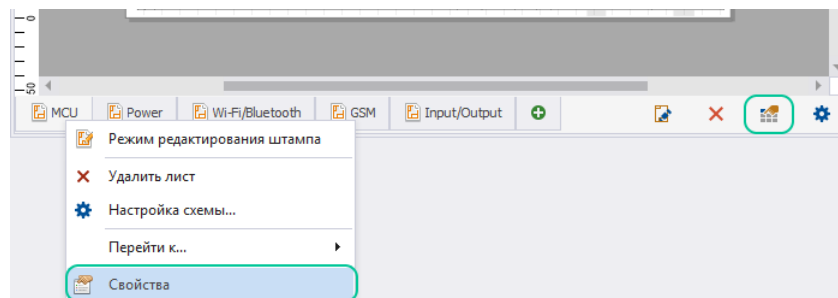 0
50
MCU Power Wi-Fi/Bluetooth GSM Input/Output
Режим редактирования штампа
Удалить лист
Настройка схемы...
Перейти к...
Свойства